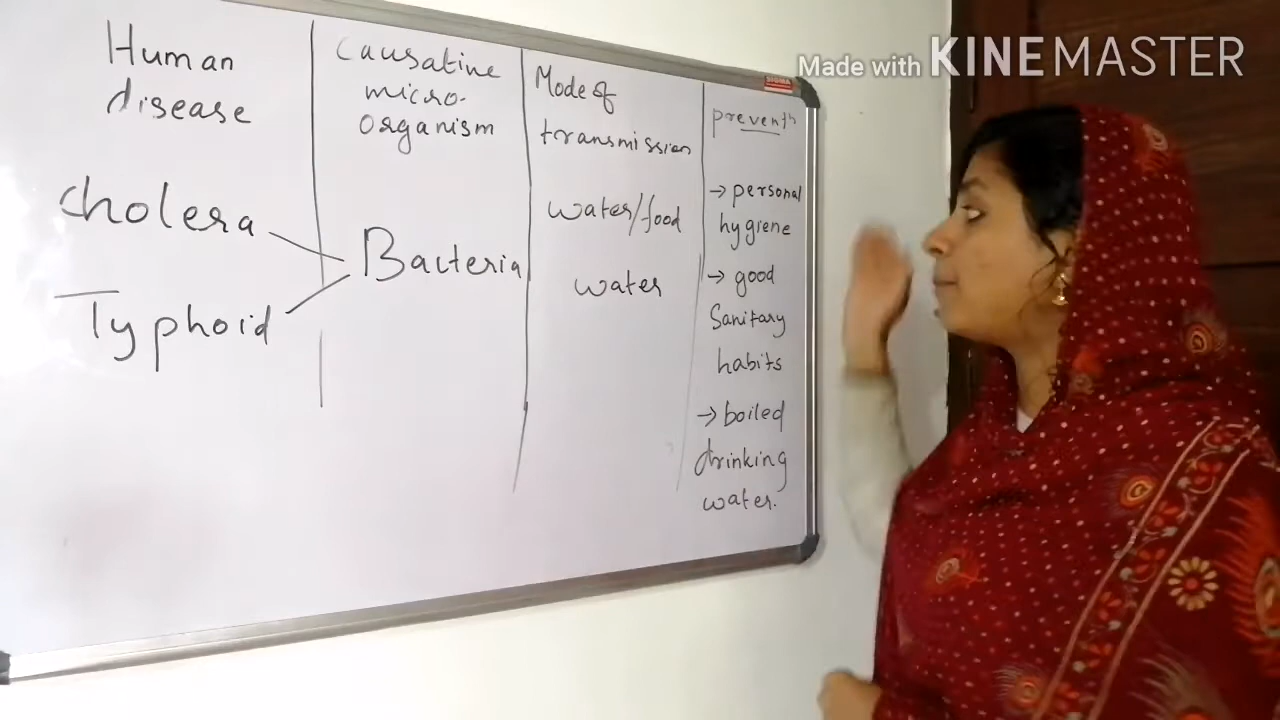 Made with KINEMASTER
Human
disease
Causative
micro-
organism
Mode of
transmission
preventn
cholera
Typhoid
Bacteria
water/food
water
→ personal
hygiene
→ good
Sanitary
habits
→ boiled
drinking
water.